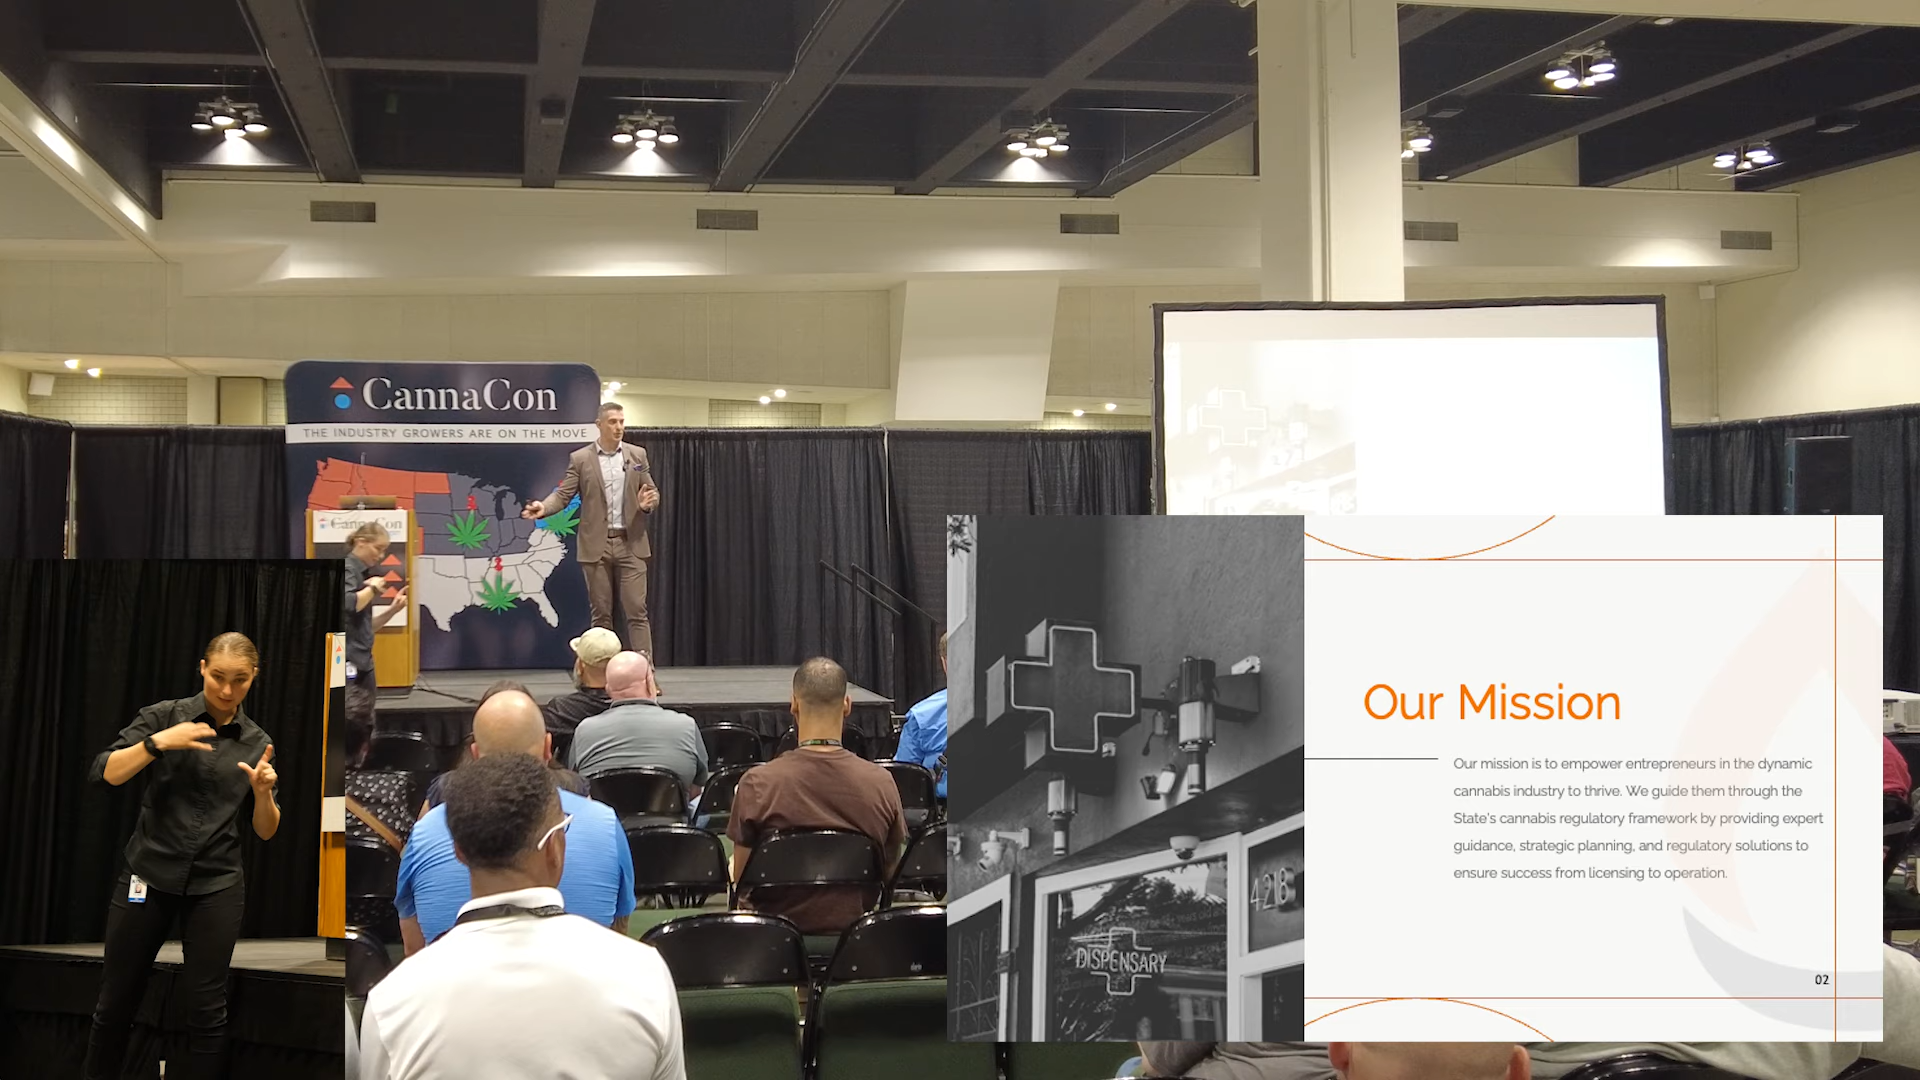 CannaCon
THE INDUSTRY GROWERS ARE ON THE MOVE
CannaCon
Our Mission
Our mission is to empower entrepreneurs in the dynamic
cannabis industry to thrive. We guide them through the
State's cannabis regulatory framework by providing expert
guidance, strategic planning, and regulatory solutions to
ensure success from licensing to operation.
02
4218
DISPENSARY